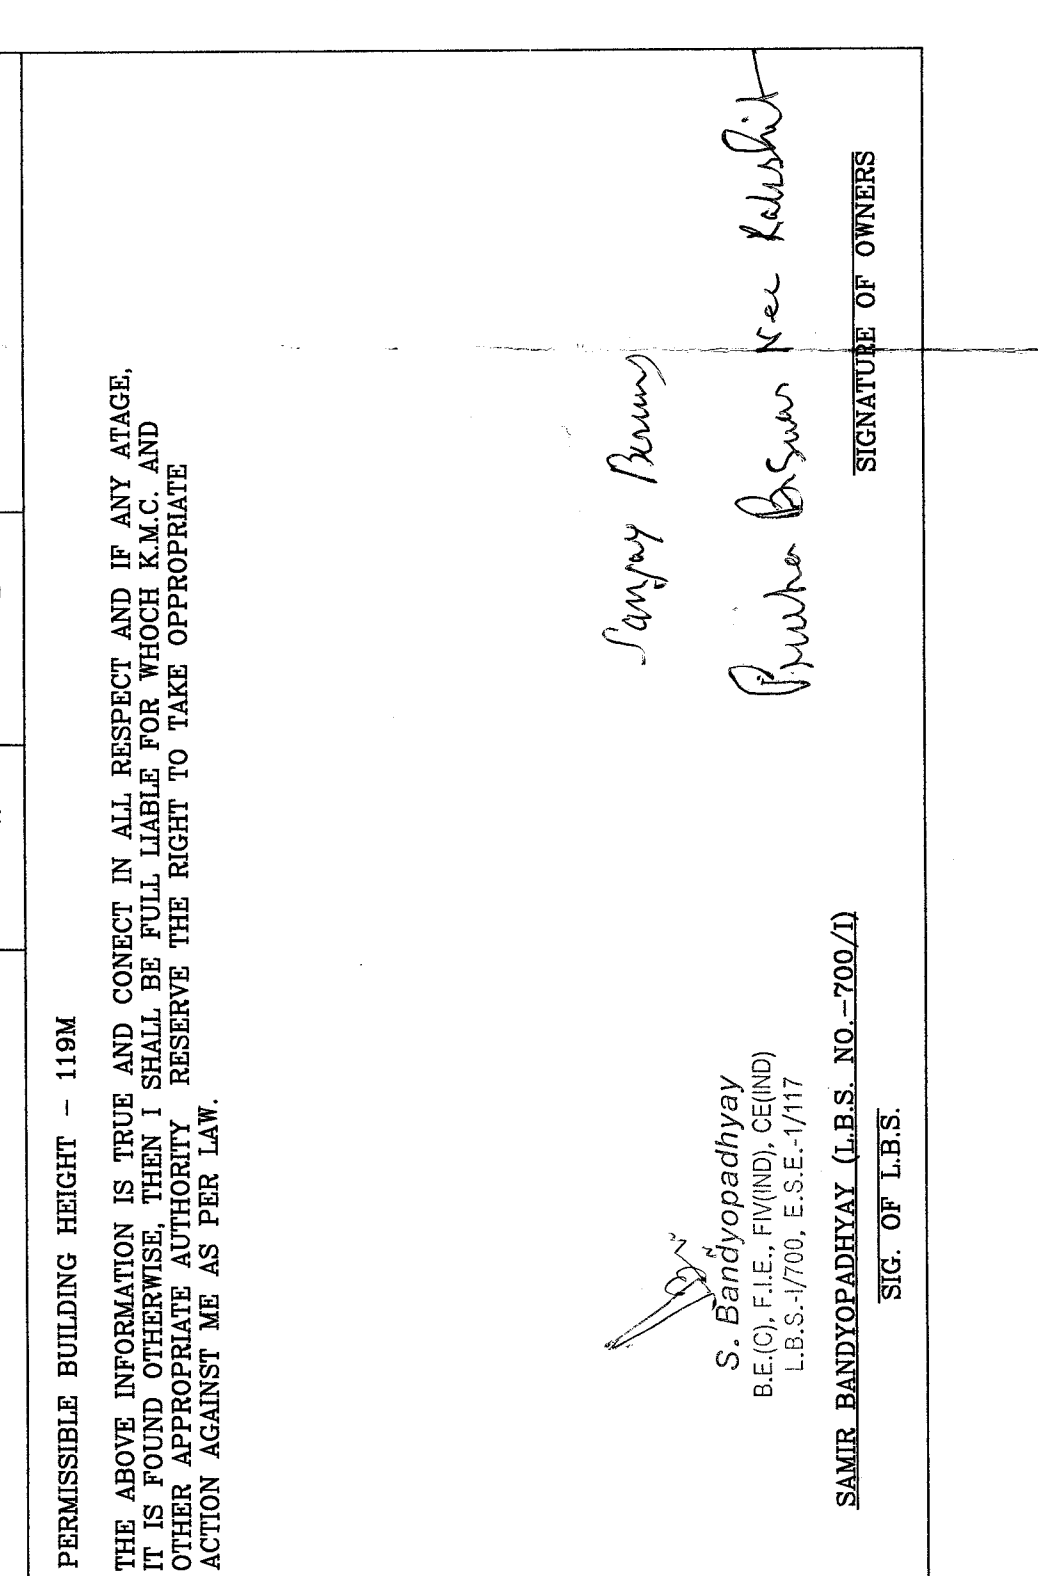 PERMISSIBLE BUILDING HEIGHT – 119M
THE ABOVE INFORMATION IS TRUE AND CONECT IN ALL RESPECT AND IF ANY ATAGE,
IT IS FOUND OTHERWISE, THEN I SHALL BE FULL LIABLE FOR WHOCH K.M.C. AND
OTHER APPROPRIATE AUTHORITY RESERVE THE RIGHT TO TAKE OPPROPRIATE
ACTION AGAINST ME AS PER LAW.
S. Bandyopadhyay
B.E.(C), F.I.E., FIV(IND), CE(IND)
L.B.S.-I/700, E.S.E.-1/117
SAMIR BANDYOPADHYAY (L.B.S. NO.–700/I)
SIG. OF L.B.S.
Sanjay
Nee Rakshit
SIGNATURE OF OWNERS